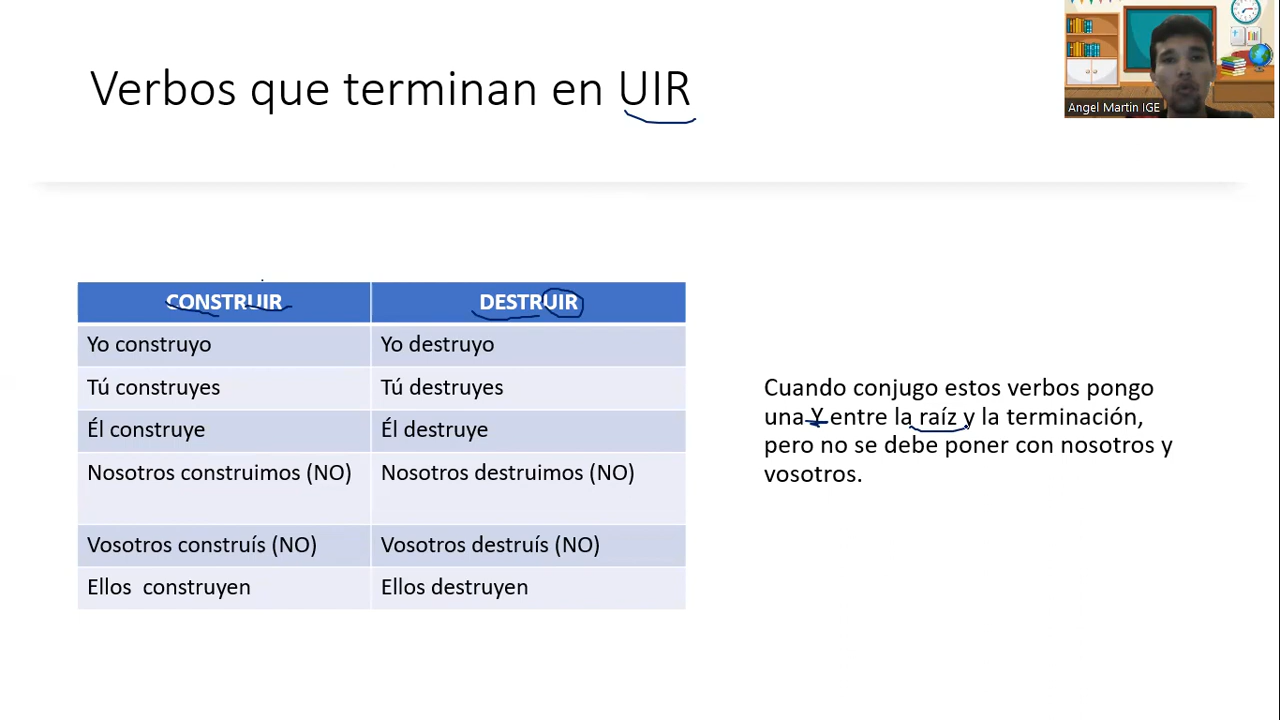 Verbos que terminan en UIR
Angel Martin IGE
CONSTRUIR DESTRUIR
Yo construyo Yo destruyo
Tú construyes Tú destruyes
Él construye Él destruye
Nosotros construimos (NO) Nosotros destruimos (NO)
Vosotros construís (NO) Vosotros destruís (NO)
Ellos construyen Ellos destruyen
Cuando conjugo estos verbos pongo
una Y entre la raíz y la terminación,
pero no se debe poner con nosotros y
vosotros.